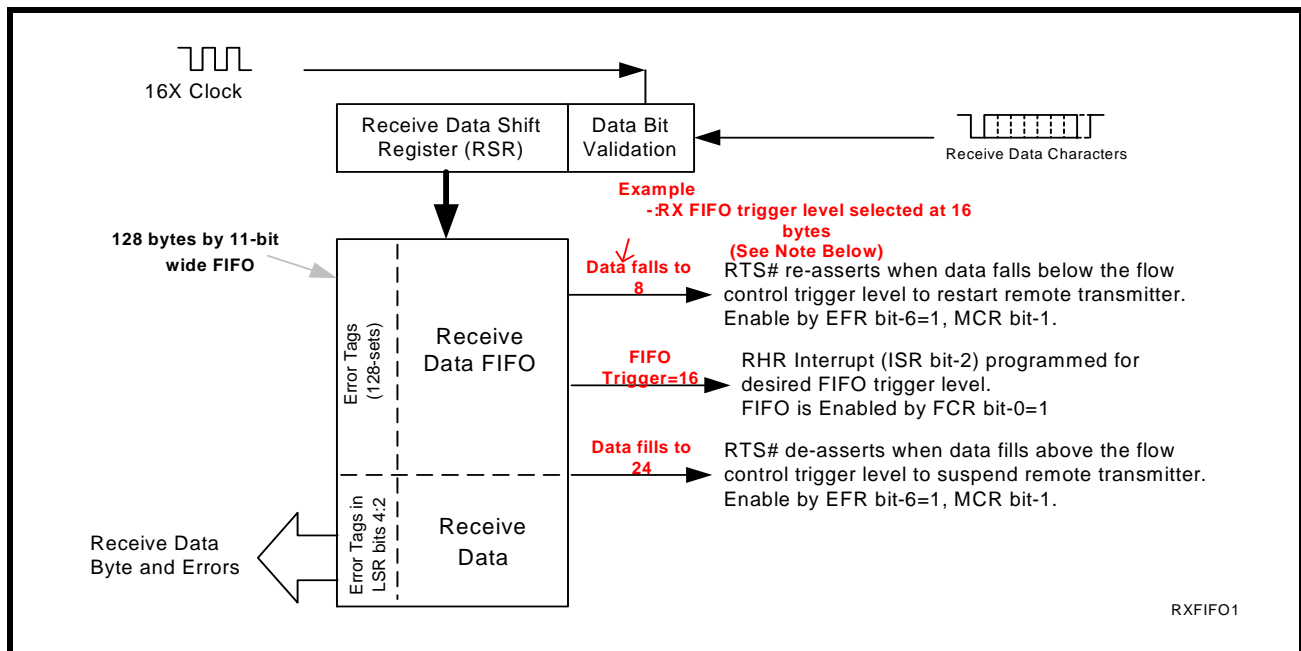 16X Clock
Receive Data Shift
Register (RSR)
Data Bit
Validation
Receive Data Characters
Example
-:RX FIFO trigger level selected at 16
bytes
(See Note Below)
128 bytes by 11-bit
wide FIFO
Data falls to
8
RTS# re-asserts when data falls below the flow
control trigger level to restart remote transmitter.
Enable by EFR bit-6=1, MCR bit-1.
Error Tags
(128-sets)
Receive
Data FIFO
FIFO
Trigger=16
RHR Interrupt (ISR bit-2) programmed for
desired FIFO trigger level.
FIFO is Enabled by FCR bit-0=1
Data fills to
24
RTS# de-asserts when data fills above the flow
control trigger level to suspend remote transmitter.
Enable by EFR bit-6=1, MCR bit-1.
Error Tags in
LSR bits 4:2
Receive
Data
Receive Data
Byte and Errors
RXFIFO1